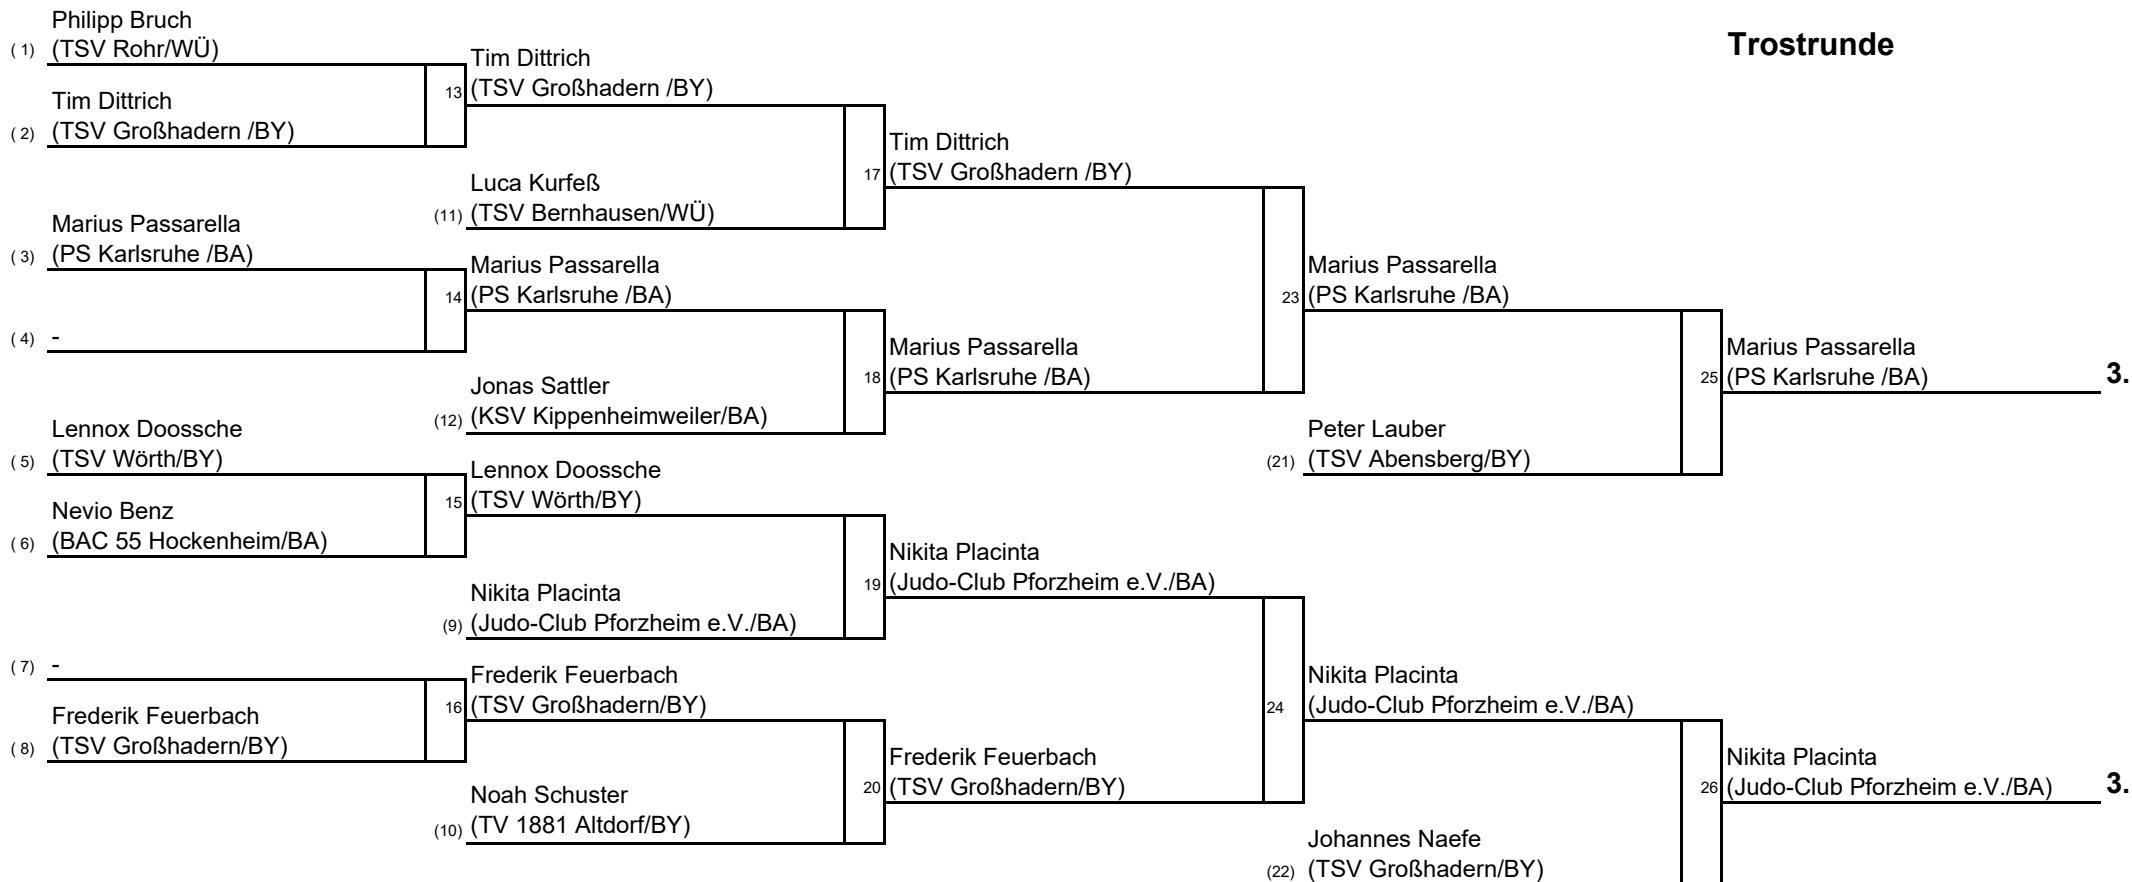 Trostrunde
Philipp Bruch
( 1) (TSV Rohr/WÜ)
Tim Dittrich
( 2) (TSV Großhadern /BY)
Marius Passarella
( 3) (PS Karlsruhe /BA)
( 4) -
Lennox Doossche
( 5) (TSV Wörth/BY)
Nevio Benz
( 6) (BAC 55 Hockenheim/BA)
( 7) -
Frederik Feuerbach
( 8) (TSV Großhadern/BY)
Tim Dittrich
13 (TSV Großhadern /BY)
Luca Kurfeß
(11) (TSV Bernhausen/WÜ)
Marius Passarella
14 (PS Karlsruhe /BA)
Jonas Sattler
(12) (KSV Kippenheimweiler/BA)
Lennox Doossche
15 (TSV Wörth/BY)
Nikita Placinta
(9) (Judo-Club Pforzheim e.V./BA)
Frederik Feuerbach
16 (TSV Großhadern/BY)
Noah Schuster
(10) (TV 1881 Altdorf/BY)
Tim Dittrich
17 (TSV Großhadern /BY)
Marius Passarella
18 (PS Karlsruhe /BA)
Nikita Placinta
19 (Judo-Club Pforzheim e.V./BA)
Frederik Feuerbach
20 (TSV Großhadern/BY)
Marius Passarella
23 (PS Karlsruhe /BA)
Peter Lauber
(21) (TSV Abensberg/BY)
Nikita Placinta
24 (Judo-Club Pforzheim e.V./BA)
Johannes Naefe
(22) (TSV Großhadern/BY)
Marius Passarella
25 (PS Karlsruhe /BA) 3.
Nikita Placinta
26 (Judo-Club Pforzheim e.V./BA) 3.